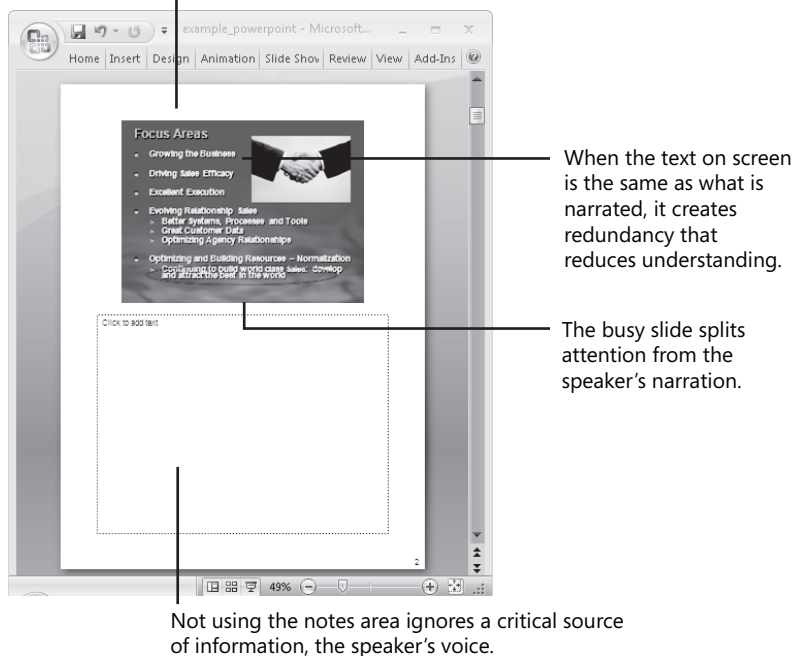 example_powerpoint - Microsoft...
Home Insert Design Animation Slide Show Review View Add-Ins
Focus Areas
Growing the Business
Driving Sales Efficacy
Excellent Execution
Evolving Relationship Sales
> Better Systems, Processes and Tools
> Great Customer Data
> Optimizing Agency Relationships
Optimizing and Building Resources – Normalization
> Continuing to build world class sales: develop
and attract the best in the world
When the text on screen
is the same as what is
narrated, it creates
redundancy that
reduces understanding.
The busy slide splits
attention from the
speaker's narration.
Click to add text
2
49%
Not using the notes area ignores a critical source
of information, the speaker's voice.